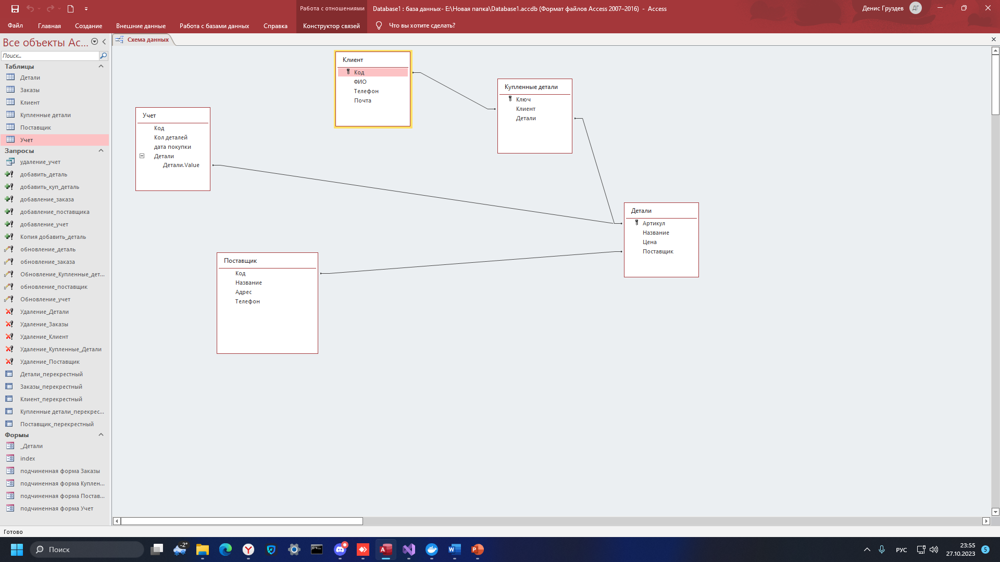 Работа с отношениями
Database1 : база данных- E:\Новая папка\Database1.accdb (Формат файлов Access 2007–2016) - Access
Денис Груздев
ДГ
Файл
Главная
Создание
Внешние данные
Работа с базами данных
Справка
Конструктор связей
Что вы хотите сделать?
Все объекты Ac...
Поиск...
Таблицы
Детали
Заказы
Клиент
Купленные детали
Поставщик
Учет
Запросы
удаление_учет
добавить_деталь
добавить_куп_деталь
добавление_заказа
добавление_поставщика
добавление_учет
Копия добавить_деталь
обновление_деталь
обновление_заказа
Обновление_Купленные_дет...
обновление_поставщик
Обновление_учет
Удаление_Детали
Удаление_Заказы
Удаление_Клиент
Удаление_Купленные_Детали
Удаление_Поставщик
Детали_перекрестный
Заказы_перекрестный
Клиент_перекрестный
Купленные детали_перекрес...
Поставщик_перекрестный
Формы
_Детали
index
подчиненная форма Заказы
подчиненная форма Куплен...
подчиненная форма Постав...
подчиненная форма Учет
Схема данных
Клиент
Код
ФИО
Телефон
Почта
Купленные детали
Ключ
Клиент
Детали
Учет
Код
Кол деталей
дата покупки
Детали
Детали.Value
Детали
Артикул
Название
Цена
Поставщик
Поставщик
Код
Название
Адрес
Телефон
Готово
Поиск
-2°
РУС
23:55
27.10.2023
5